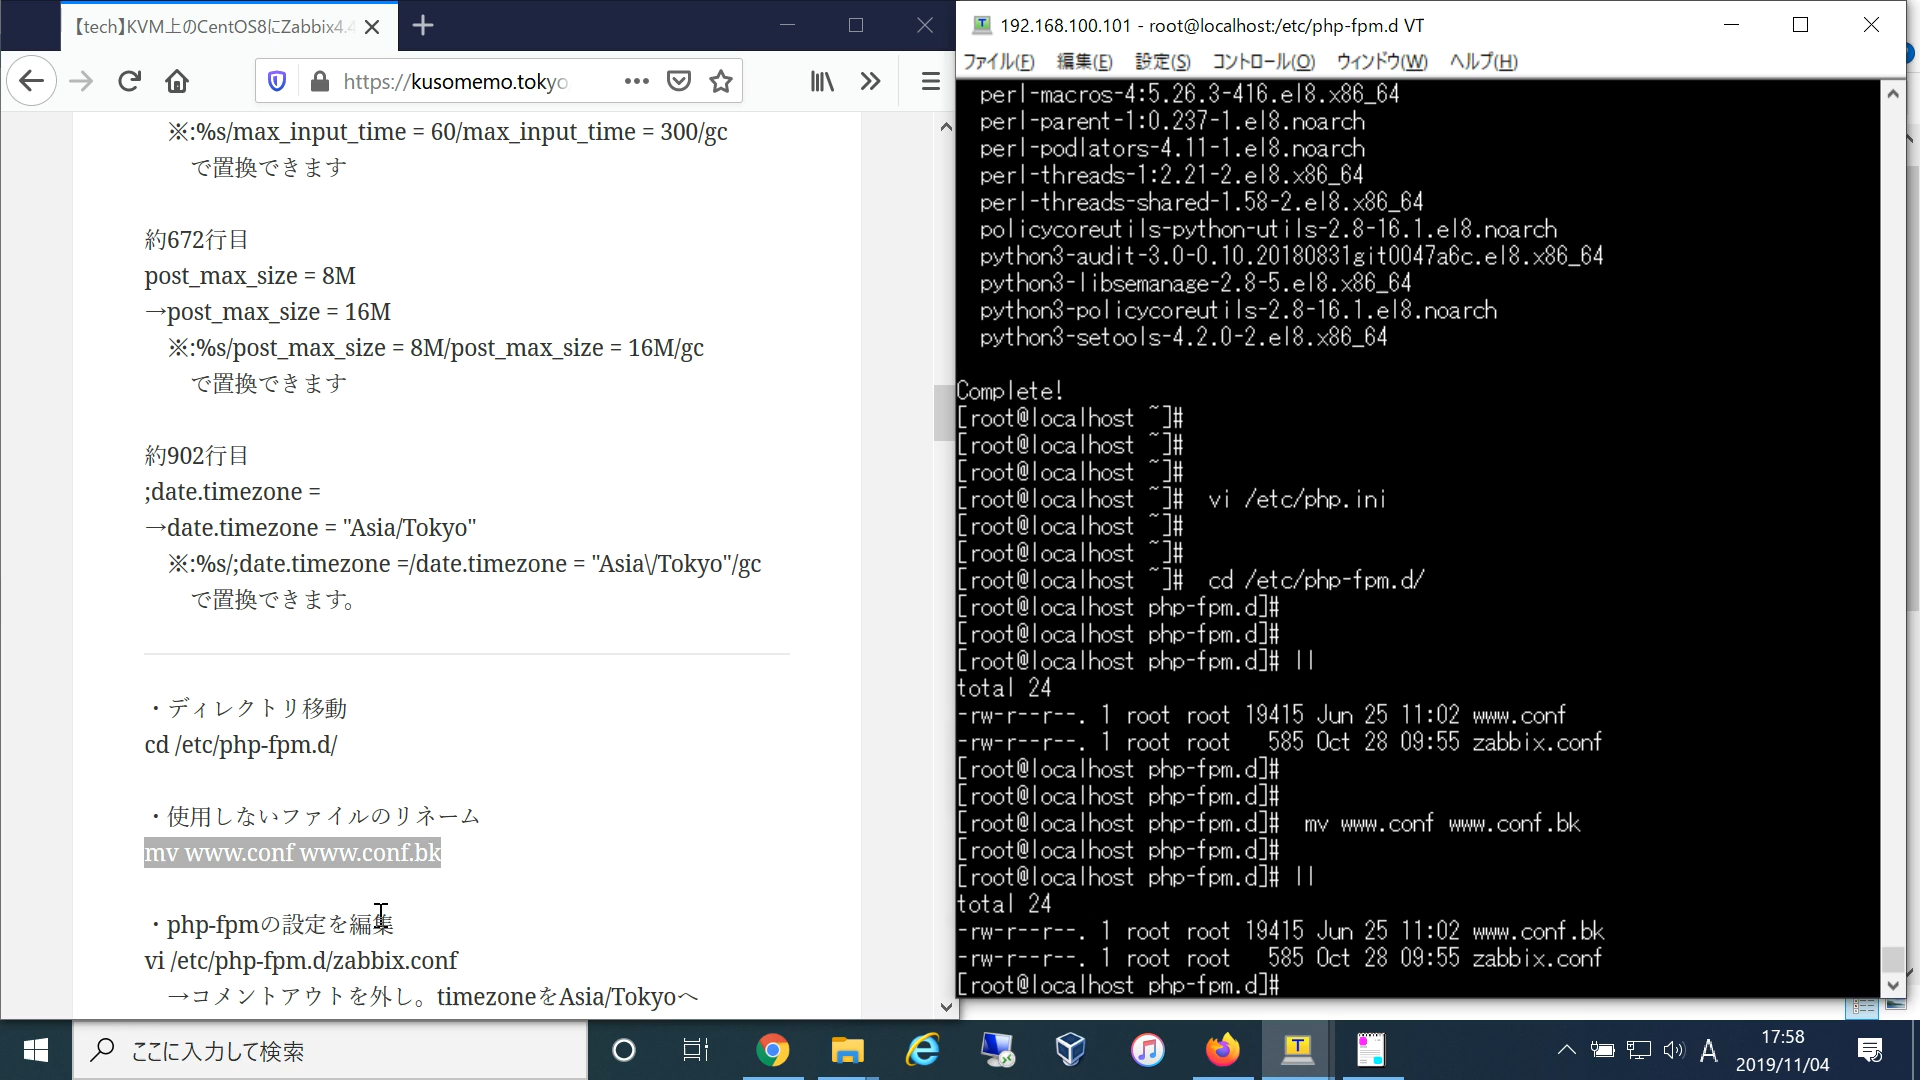 【tech】KVM上のCentOS8にZabbix4.4
https://kusomemo.tokyo
※:%s/max_input_time = 60/max_input_time = 300/gc
で置換できます
約672行目
post_max_size = 8M
→post_max_size = 16M
※:%s/post_max_size = 8M/post_max_size = 16M/gc
で置換できます
約902行目
;date.timezone =
→date.timezone = "Asia/Tokyo"
※:%s/;date.timezone =/date.timezone = "Asia\/Tokyo"/gc
で置換できます。
・ディレクトリ移動
cd /etc/php-fpm.d/
・使用しないファイルのリネーム
mv www.conf www.conf.bk
・php-fpmの設定を編集
vi /etc/php-fpm.d/zabbix.conf
→コメントアウトを外し。timezoneをAsia/Tokyoへ
192.168.100.101 - root@localhost:/etc/php-fpm.d VT
ファイル(F) 編集(E) 設定(S) コントロール(O) ウィンドウ(W) ヘルプ(H)
perl-macros-4:5.26.3-416.el8.x86_64
perl-parent-1:0.237-1.el8.noarch
perl-podlators-4.11-1.el8.noarch
perl-threads-1:2.21-2.el8.x86_64
perl-threads-shared-1.58-2.el8.x86_64
policycoreutils-python-utils-2.8-16.1.el8.noarch
python3-audit-3.0-0.10.20180831git0047a6c.el8.x86_64
python3-libsemanage-2.8-5.el8.x86_64
python3-policycoreutils-2.8-16.1.el8.noarch
python3-setools-4.2.0-2.el8.x86_64
Complete!
[root@localhost ~]#
[root@localhost ~]#
[root@localhost ~]#
[root@localhost ~]#  vi /etc/php.ini
[root@localhost ~]#
[root@localhost ~]#
[root@localhost ~]#  cd /etc/php-fpm.d/
[root@localhost php-fpm.d]#
[root@localhost php-fpm.d]#
[root@localhost php-fpm.d]# ll
total 24
-rw-r--r--. 1 root root 19415 Jun 25 11:02 www.conf
-rw-r--r--. 1 root root   585 Oct 28 09:55 zabbix.conf
[root@localhost php-fpm.d]#
[root@localhost php-fpm.d]#
[root@localhost php-fpm.d]#  mv www.conf www.conf.bk
[root@localhost php-fpm.d]#
[root@localhost php-fpm.d]# ll
total 24
-rw-r--r--. 1 root root 19415 Jun 25 11:02 www.conf.bk
-rw-r--r--. 1 root root   585 Oct 28 09:55 zabbix.conf
[root@localhost php-fpm.d]#
ここに入力して検索
A
17:58
2019/11/04